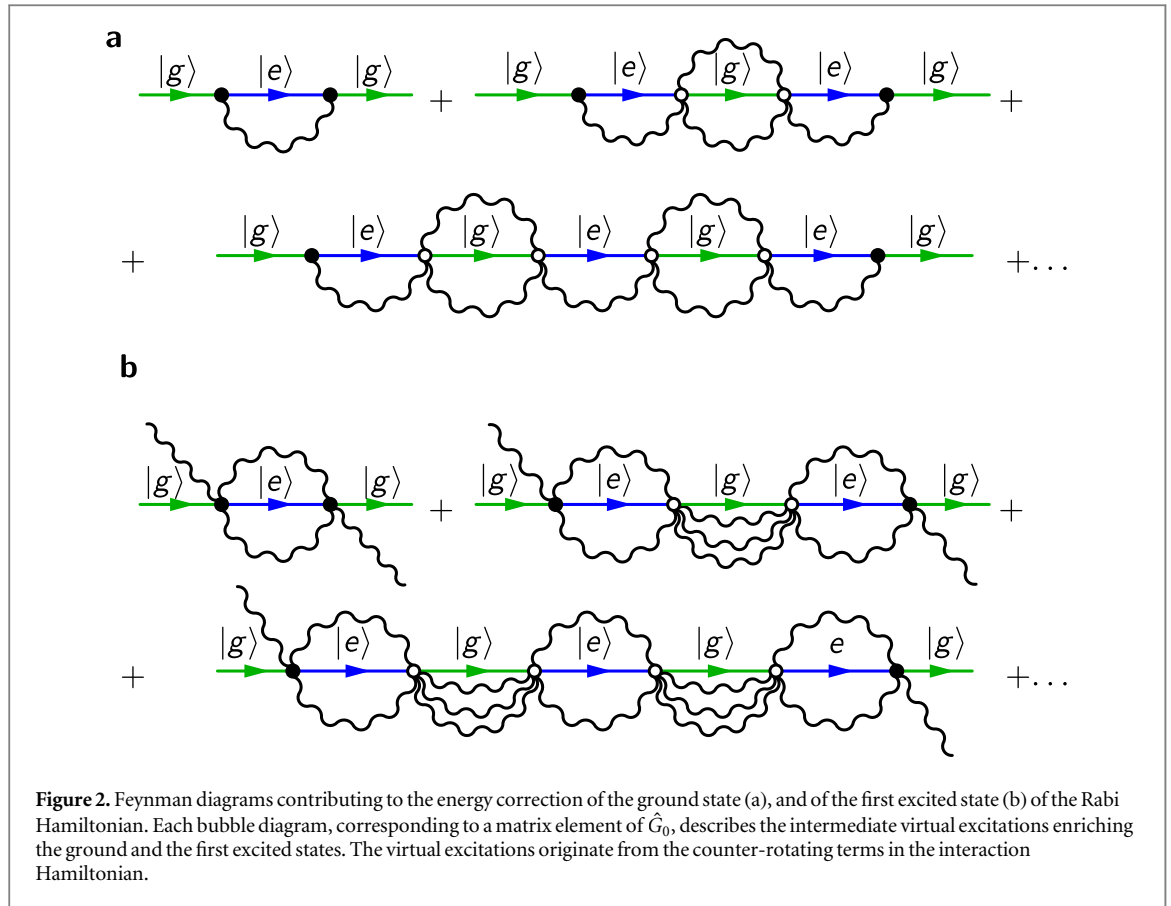 a
|g⟩ |e⟩ |g⟩ + |g⟩ |e⟩ |g⟩ |e⟩ |g⟩ +
+ |g⟩ |e⟩ |g⟩ |e⟩ |g⟩ |e⟩ |g⟩ +...
b
|g⟩ |e⟩ |g⟩ + |g⟩ |e⟩ |g⟩ |e⟩ |g⟩ +
+ |g⟩ |e⟩ |g⟩ |e⟩ |g⟩ e |g⟩ +...
Figure 2. Feynman diagrams contributing to the energy correction of the ground state (a), and of the first excited state (b) of the Rabi
Hamiltonian. Each bubble diagram, corresponding to a matrix element of Ĝ₀, describes the intermediate virtual excitations enriching
the ground and the first excited states. The virtual excitations originate from the counter-rotating terms in the interaction
Hamiltonian.